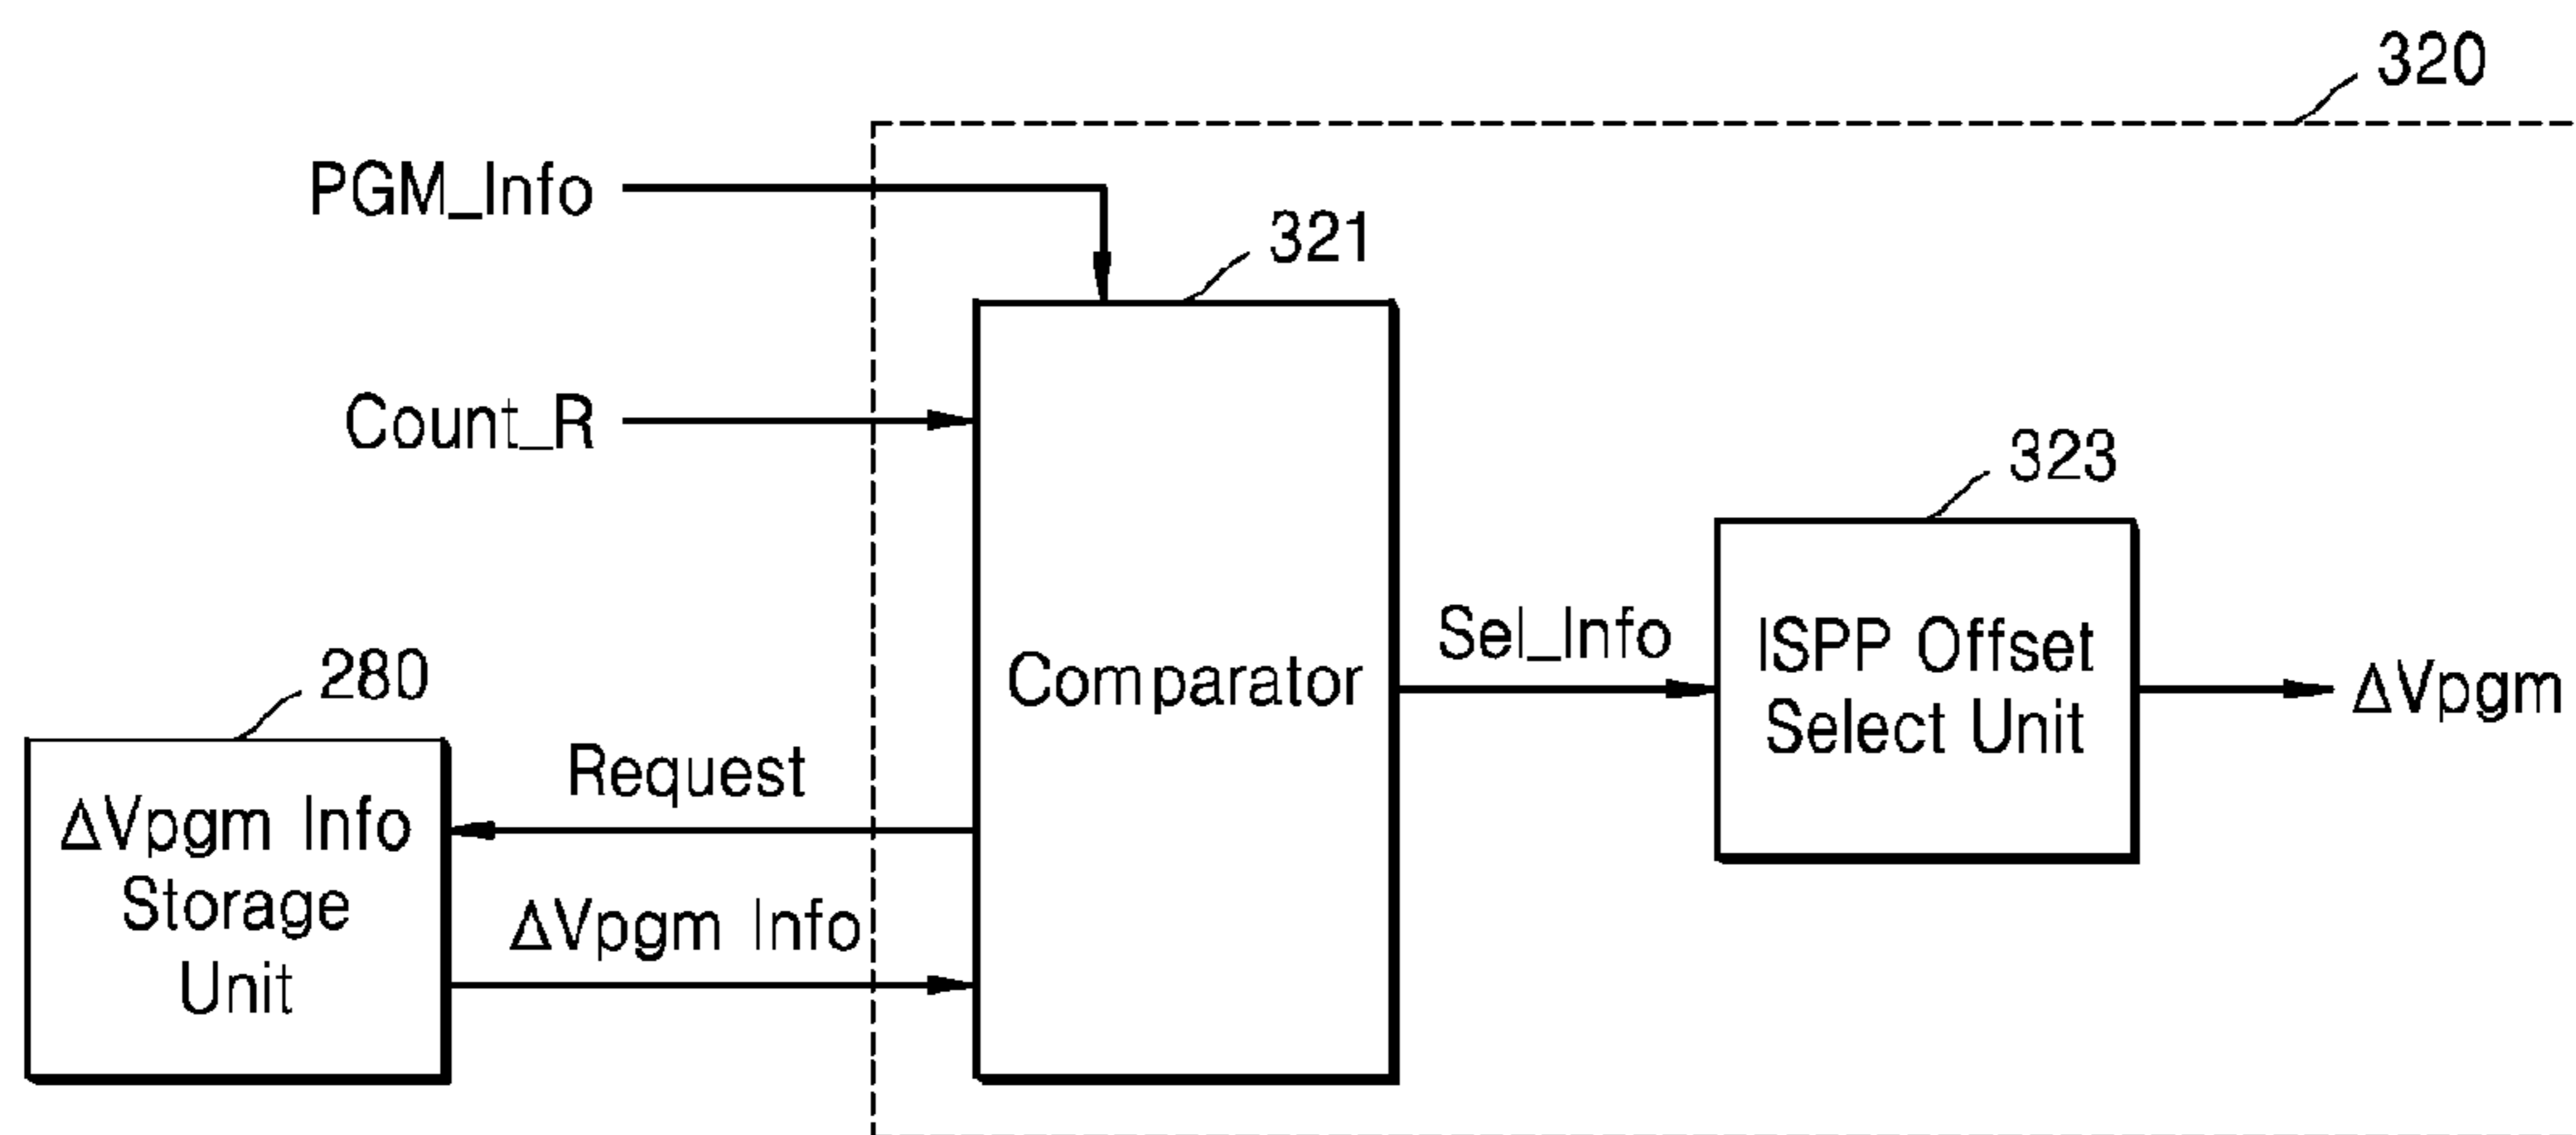 320
PGM_Info
321
Count_R
323
Sel_Info
ISPP Offset
Select Unit
Comparator
ΔVpgm
280
Request
ΔVpgm Info
Storage
Unit
ΔVpgm Info